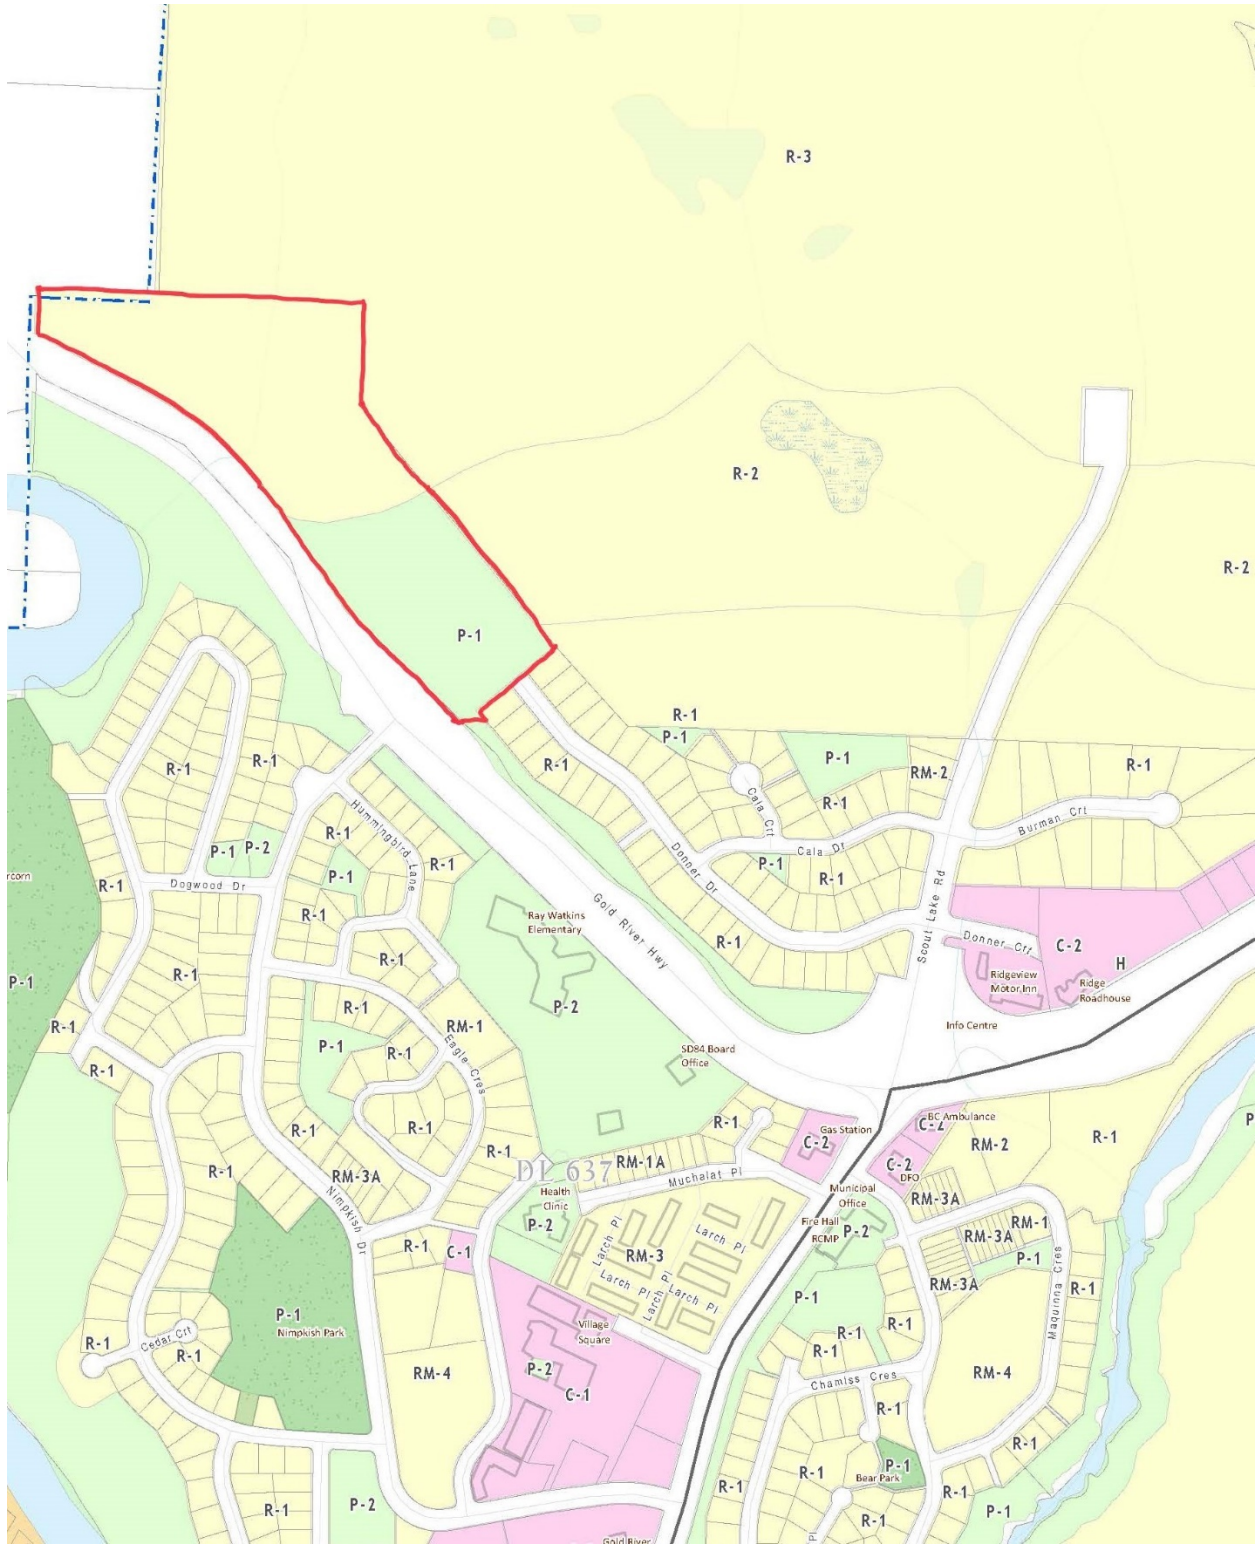 R-3
R-2
R-2
P-1
R-1
P-1
P-1
RM-2
R-1
R-1
R-1
R-1
R-1
Cala Crt
Cala Dr
Burman Crt
Hummingbird Lane
R-1
Donner Dr
P-1
R-1
P-1
P-2
R-1
P-1
R-1
Dogwood Dr
R-1
rcorn
R-1
Ray Watkins
Elementary
Gold River Hwy
R-1
Scout Lake Rd
Donner Crt
C-2
H
Ridgeview
Motor Inn
Ridge
Roadhouse
R-1
R-1
P-1
R-1
P-2
RM-1
R-1
Info Centre
P-1
R-1
Eagle Cres
SD84 Board
Office
R-1
R-1
R-1
R-1
R-1
Gas Station
C-2
BC Ambulance
C-2
RM-2
R-1
P
R-1
R-1
RM-3A
DL 637
RM-1A
Muchalat Pl
C-2
DFO
Nimpkish Dr
Health
Clinic
P-2
Municipal
Office
RM-3A
RM-1
Fire Hall
RCMP
P-2
RM-3A
P-1
Larch Pl
Larch Pl
RM-3
Larch Pl
Larch Pl
Larch Pl
R-1
C-1
RM-3A
R-1
Maquinna Cres
P-1
P-1
Nimpkish Park
Village
Square
R-1
R-1
R-1
R-1
Cedar Crt
R-1
RM-4
P-2
C-1
Chamiss Cres
RM-4
R-1
P-1
Bear Park
R-1
R-1
R-1
R-1
R-1
P-2
R-1
P-1
Pl
Gold River